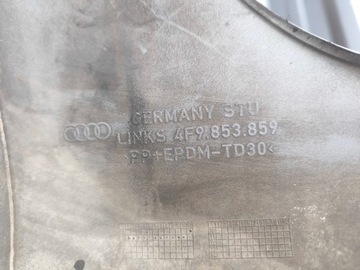 GERMANY STU
LINKS 4F9.853.859
>PP+EPDM-TD30<